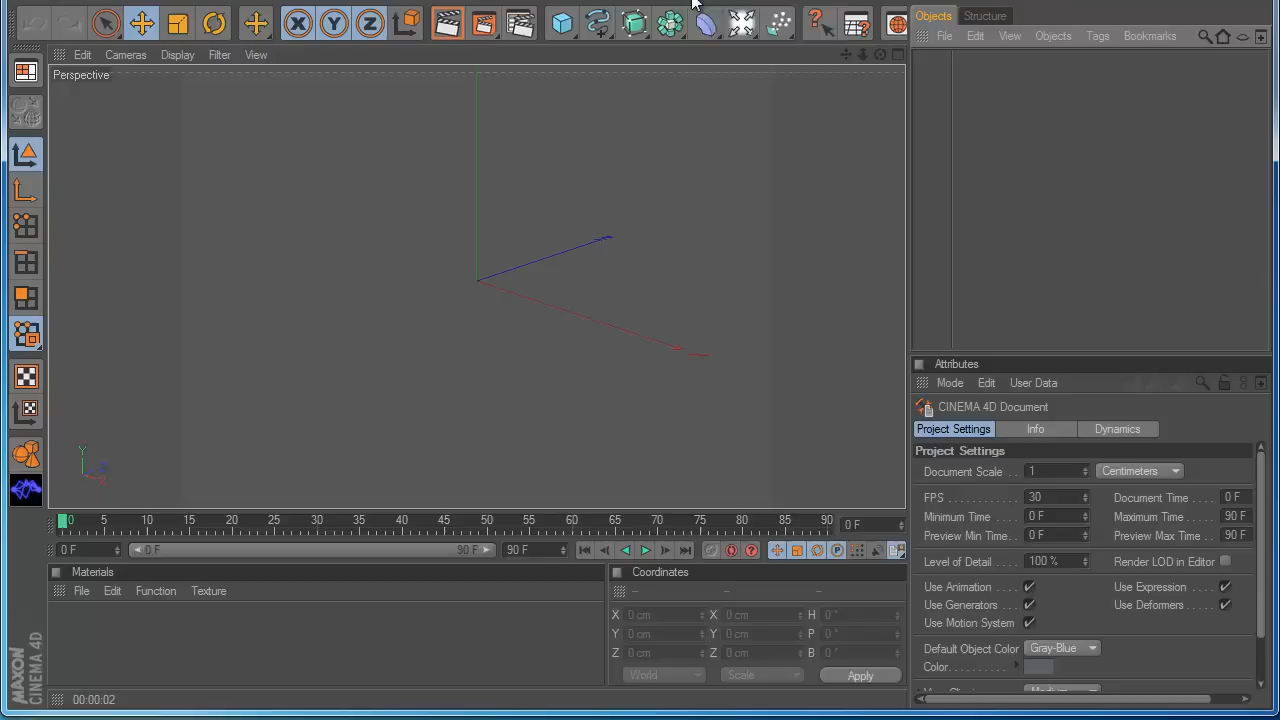 Objects Structure
File Edit View Objects Tags Bookmarks
Edit Cameras Display Filter View
Perspective
X Y Z
Y
Z
X
Attributes
Mode Edit User Data
CINEMA 4D Document
Project Settings Info Dynamics
Project Settings
Document Scale . . 1 Centimeters
FPS . . . . . . . . . . . . 30 Document Time . 0 F
Minimum Time . . 0 F Maximum Time . 90 F
Preview Min Time . . 0 F Preview Max Time . . 90 F
Level of Detail . . . 100 % Render LOD in Editor
Use Animation . . . . Use Expression . . . .
Use Generators . . . Use Deformers . . . .
Use Motion System
Default Object Color Gray-Blue
Color. . . . . . . . . .
0 5 10 15 20 25 30 35 40 45 50 55 60 65 70 75 80 85 90 0 F
0 F 0 F 90 F 90 F
Materials
File Edit Function Texture
Coordinates
-- -- --
X 0 cm X 0 cm H 0 °
Y 0 cm Y 0 cm P 0 °
Z 0 cm Z 0 cm B 0 °
World Scale Apply
MAXON
CINEMA 4D
00:00:02